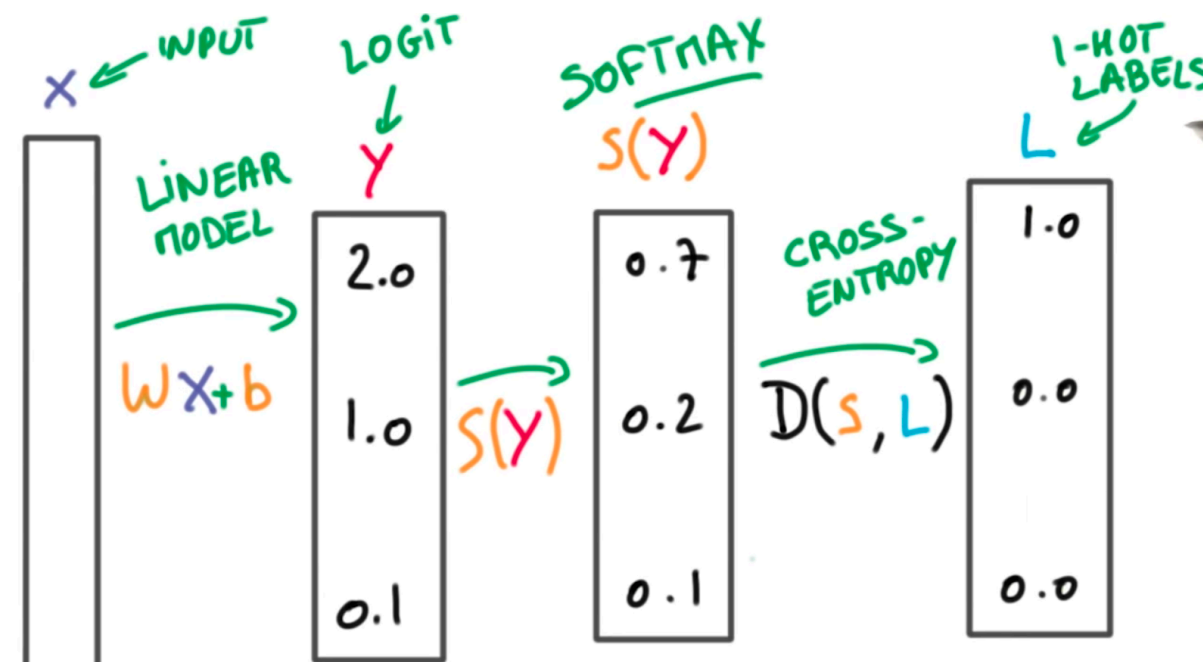 X
INPUT
LINEAR
MODEL
WX+b
LOGIT
Y
2.0
1.0
0.1
S(Y)
SOFTMAX
S(Y)
0.7
0.2
0.1
CROSS-
ENTROPY
D(S,L)
1-HOT
LABELS
L
1.0
0.0
0.0